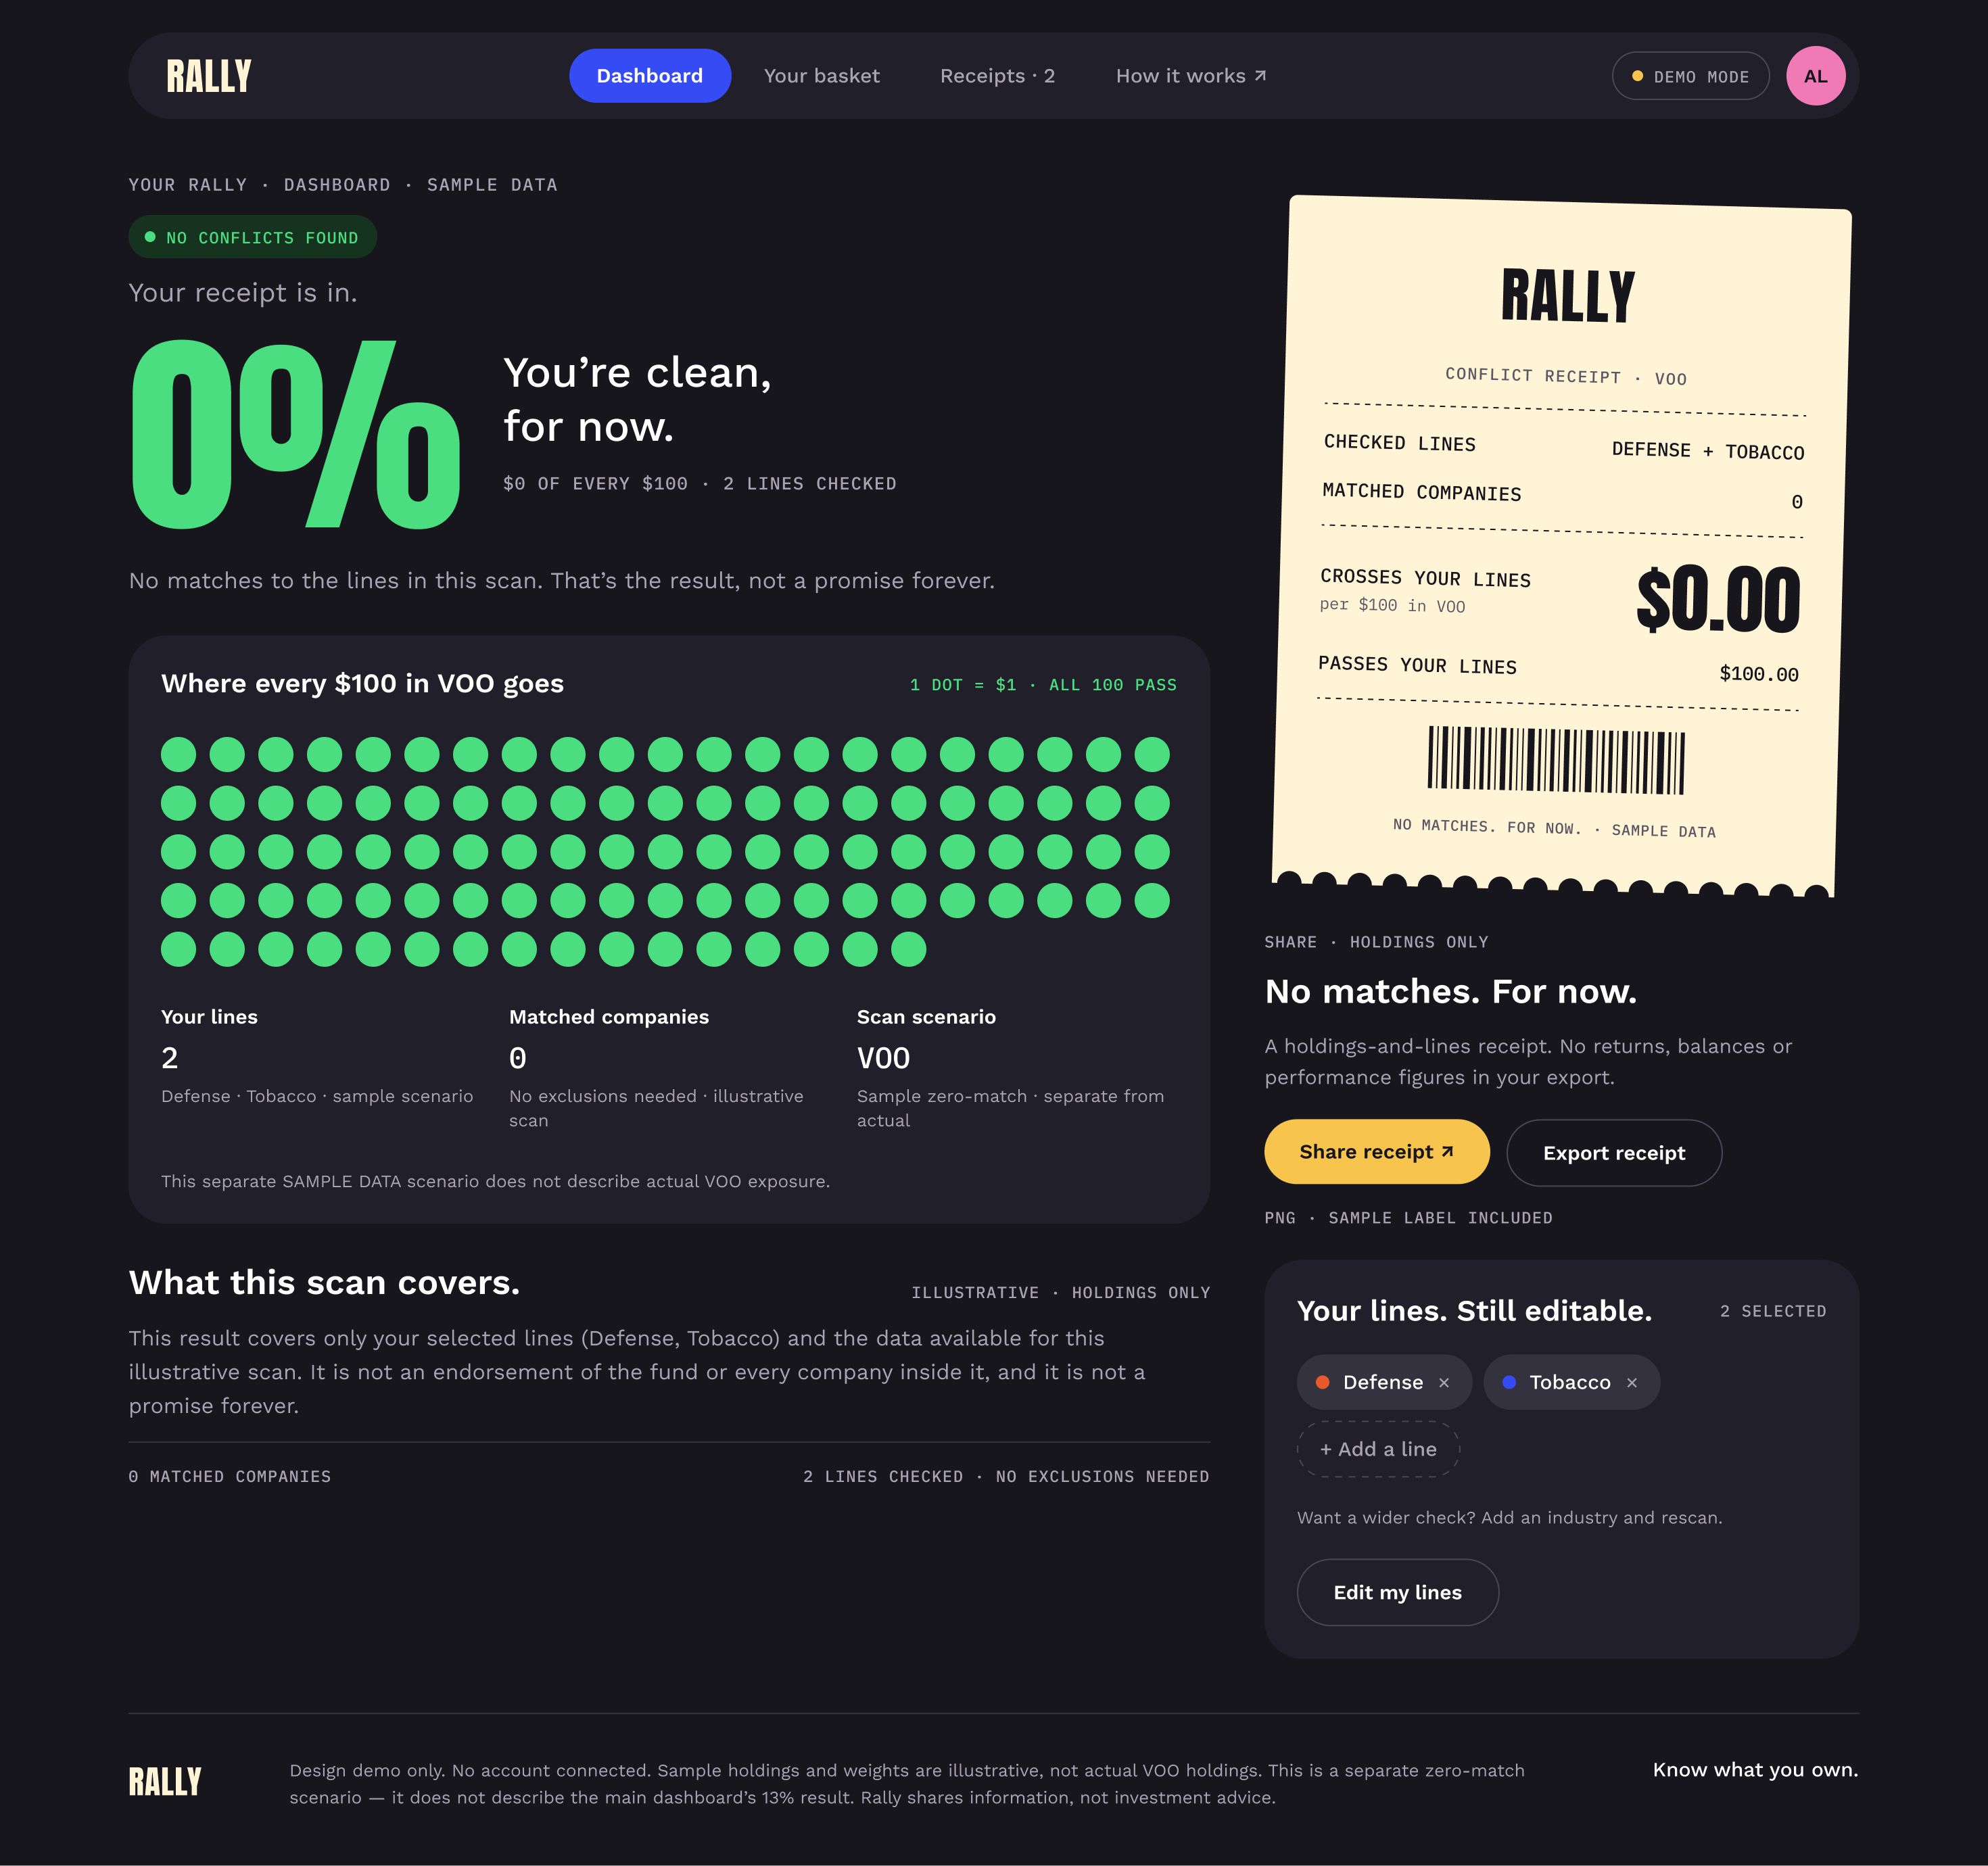 RALLY
Dashboard
Your basket
Receipts · 2
How it works ↗
DEMO MODE
AL
YOUR RALLY · DASHBOARD · SAMPLE DATA
NO CONFLICTS FOUND
Your receipt is in.
0%
You’re clean,
for now.
$0 OF EVERY $100 · 2 LINES CHECKED
No matches to the lines in this scan. That’s the result, not a promise forever.
Where every $100 in VOO goes
1 DOT = $1 · ALL 100 PASS
Your lines
2
Defense · Tobacco · sample scenario
Matched companies
0
No exclusions needed · illustrative
scan
Scan scenario
VOO
Sample zero-match · separate from
actual
This separate SAMPLE DATA scenario does not describe actual VOO exposure.
What this scan covers.
ILLUSTRATIVE · HOLDINGS ONLY
This result covers only your selected lines (Defense, Tobacco) and the data available for this
illustrative scan. It is not an endorsement of the fund or every company inside it, and it is not a
promise forever.
0 MATCHED COMPANIES
2 LINES CHECKED · NO EXCLUSIONS NEEDED
RALLY
CONFLICT RECEIPT · VOO
CHECKED LINES
DEFENSE + TOBACCO
MATCHED COMPANIES
0
CROSSES YOUR LINES
per $100 in VOO
$0.00
PASSES YOUR LINES
$100.00
NO MATCHES. FOR NOW. · SAMPLE DATA
SHARE · HOLDINGS ONLY
No matches. For now.
A holdings-and-lines receipt. No returns, balances or
performance figures in your export.
Share receipt ↗
Export receipt
PNG · SAMPLE LABEL INCLUDED
Your lines. Still editable.
2 SELECTED
Defense ×
Tobacco ×
+ Add a line
Want a wider check? Add an industry and rescan.
Edit my lines
RALLY
Design demo only. No account connected. Sample holdings and weights are illustrative, not actual VOO holdings. This is a separate zero-match
scenario — it does not describe the main dashboard’s 13% result. Rally shares information, not investment advice.
Know what you own.